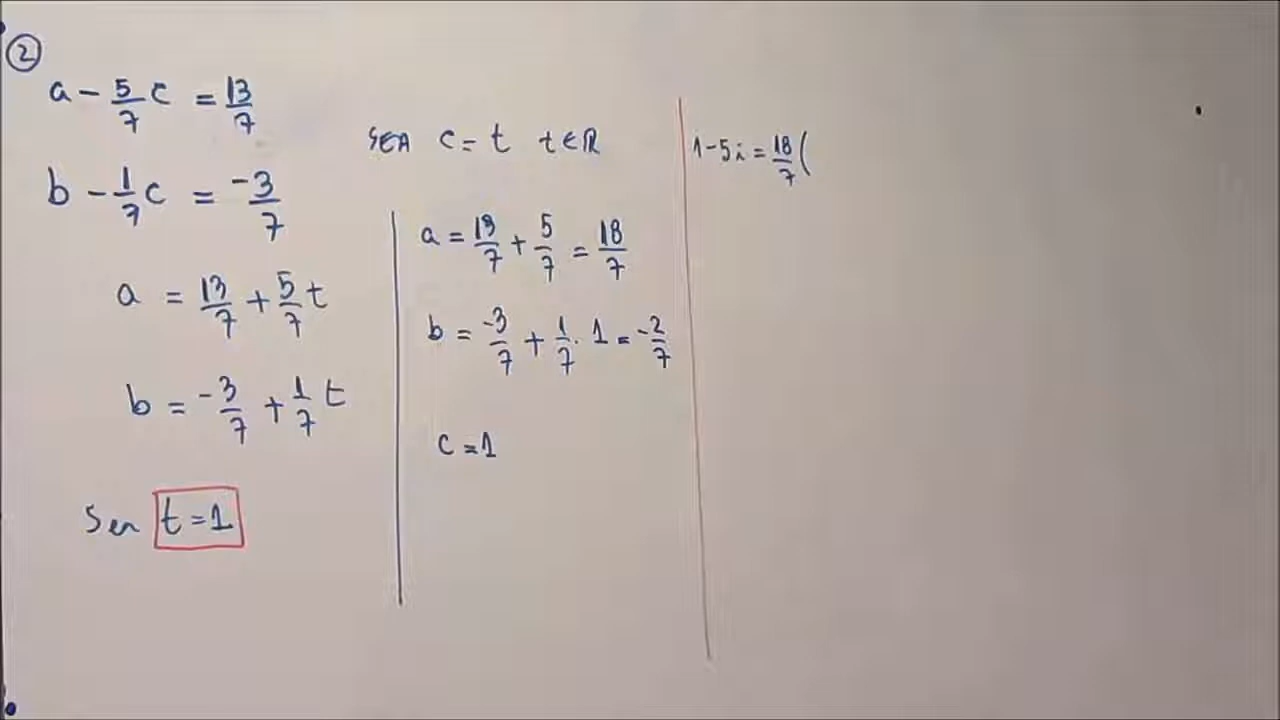 2
a - 5/7 c = 13/7
b - 1/7 c = -3/7
a = 13/7 + 5/7 t
b = -3/7 + 1/7 t
Sea t = 1
SEA c = t t ∈ ℝ
a = 13/7 + 5/7 = 18/7
b = -3/7 + 1/7 · 1 = -2/7
c = 1
1 - 5i = 18/7 (